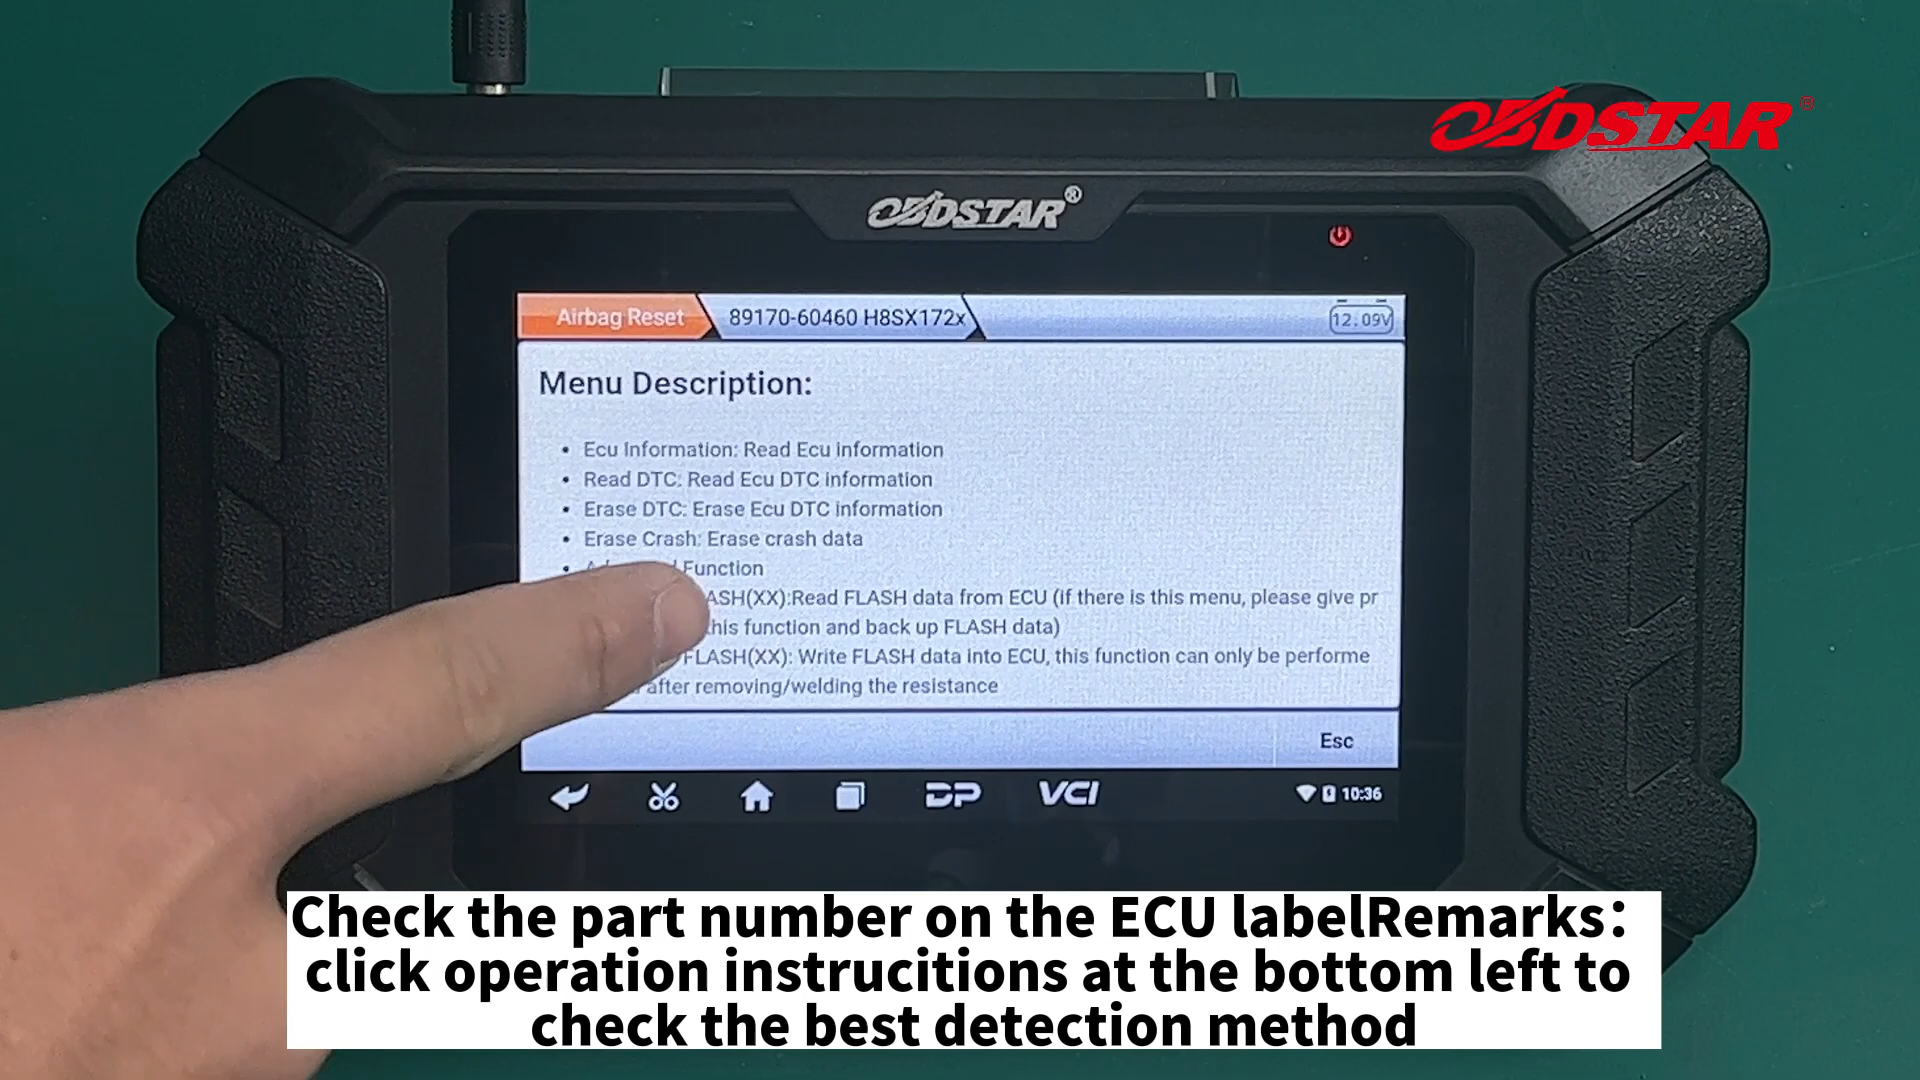 OBDSTAR®
OBDSTAR®
Airbag Reset 89170-60460 H8SX172x 12.09V
Menu Description:
• Ecu Information: Read Ecu information
• Read DTC: Read Ecu DTC information
• Erase DTC: Erase Ecu DTC information
• Erase Crash: Erase crash data
• Function
ASH(XX):Read FLASH data from ECU (if there is this menu, please give pr
this function and back up FLASH data)
FLASH(XX): Write FLASH data into ECU, this function can only be performe
after removing/welding the resistance
Esc
DP VCI 10:36
Check the part number on the ECU labelRemarks:
click operation instrucitions at the bottom left to
check the best detection method